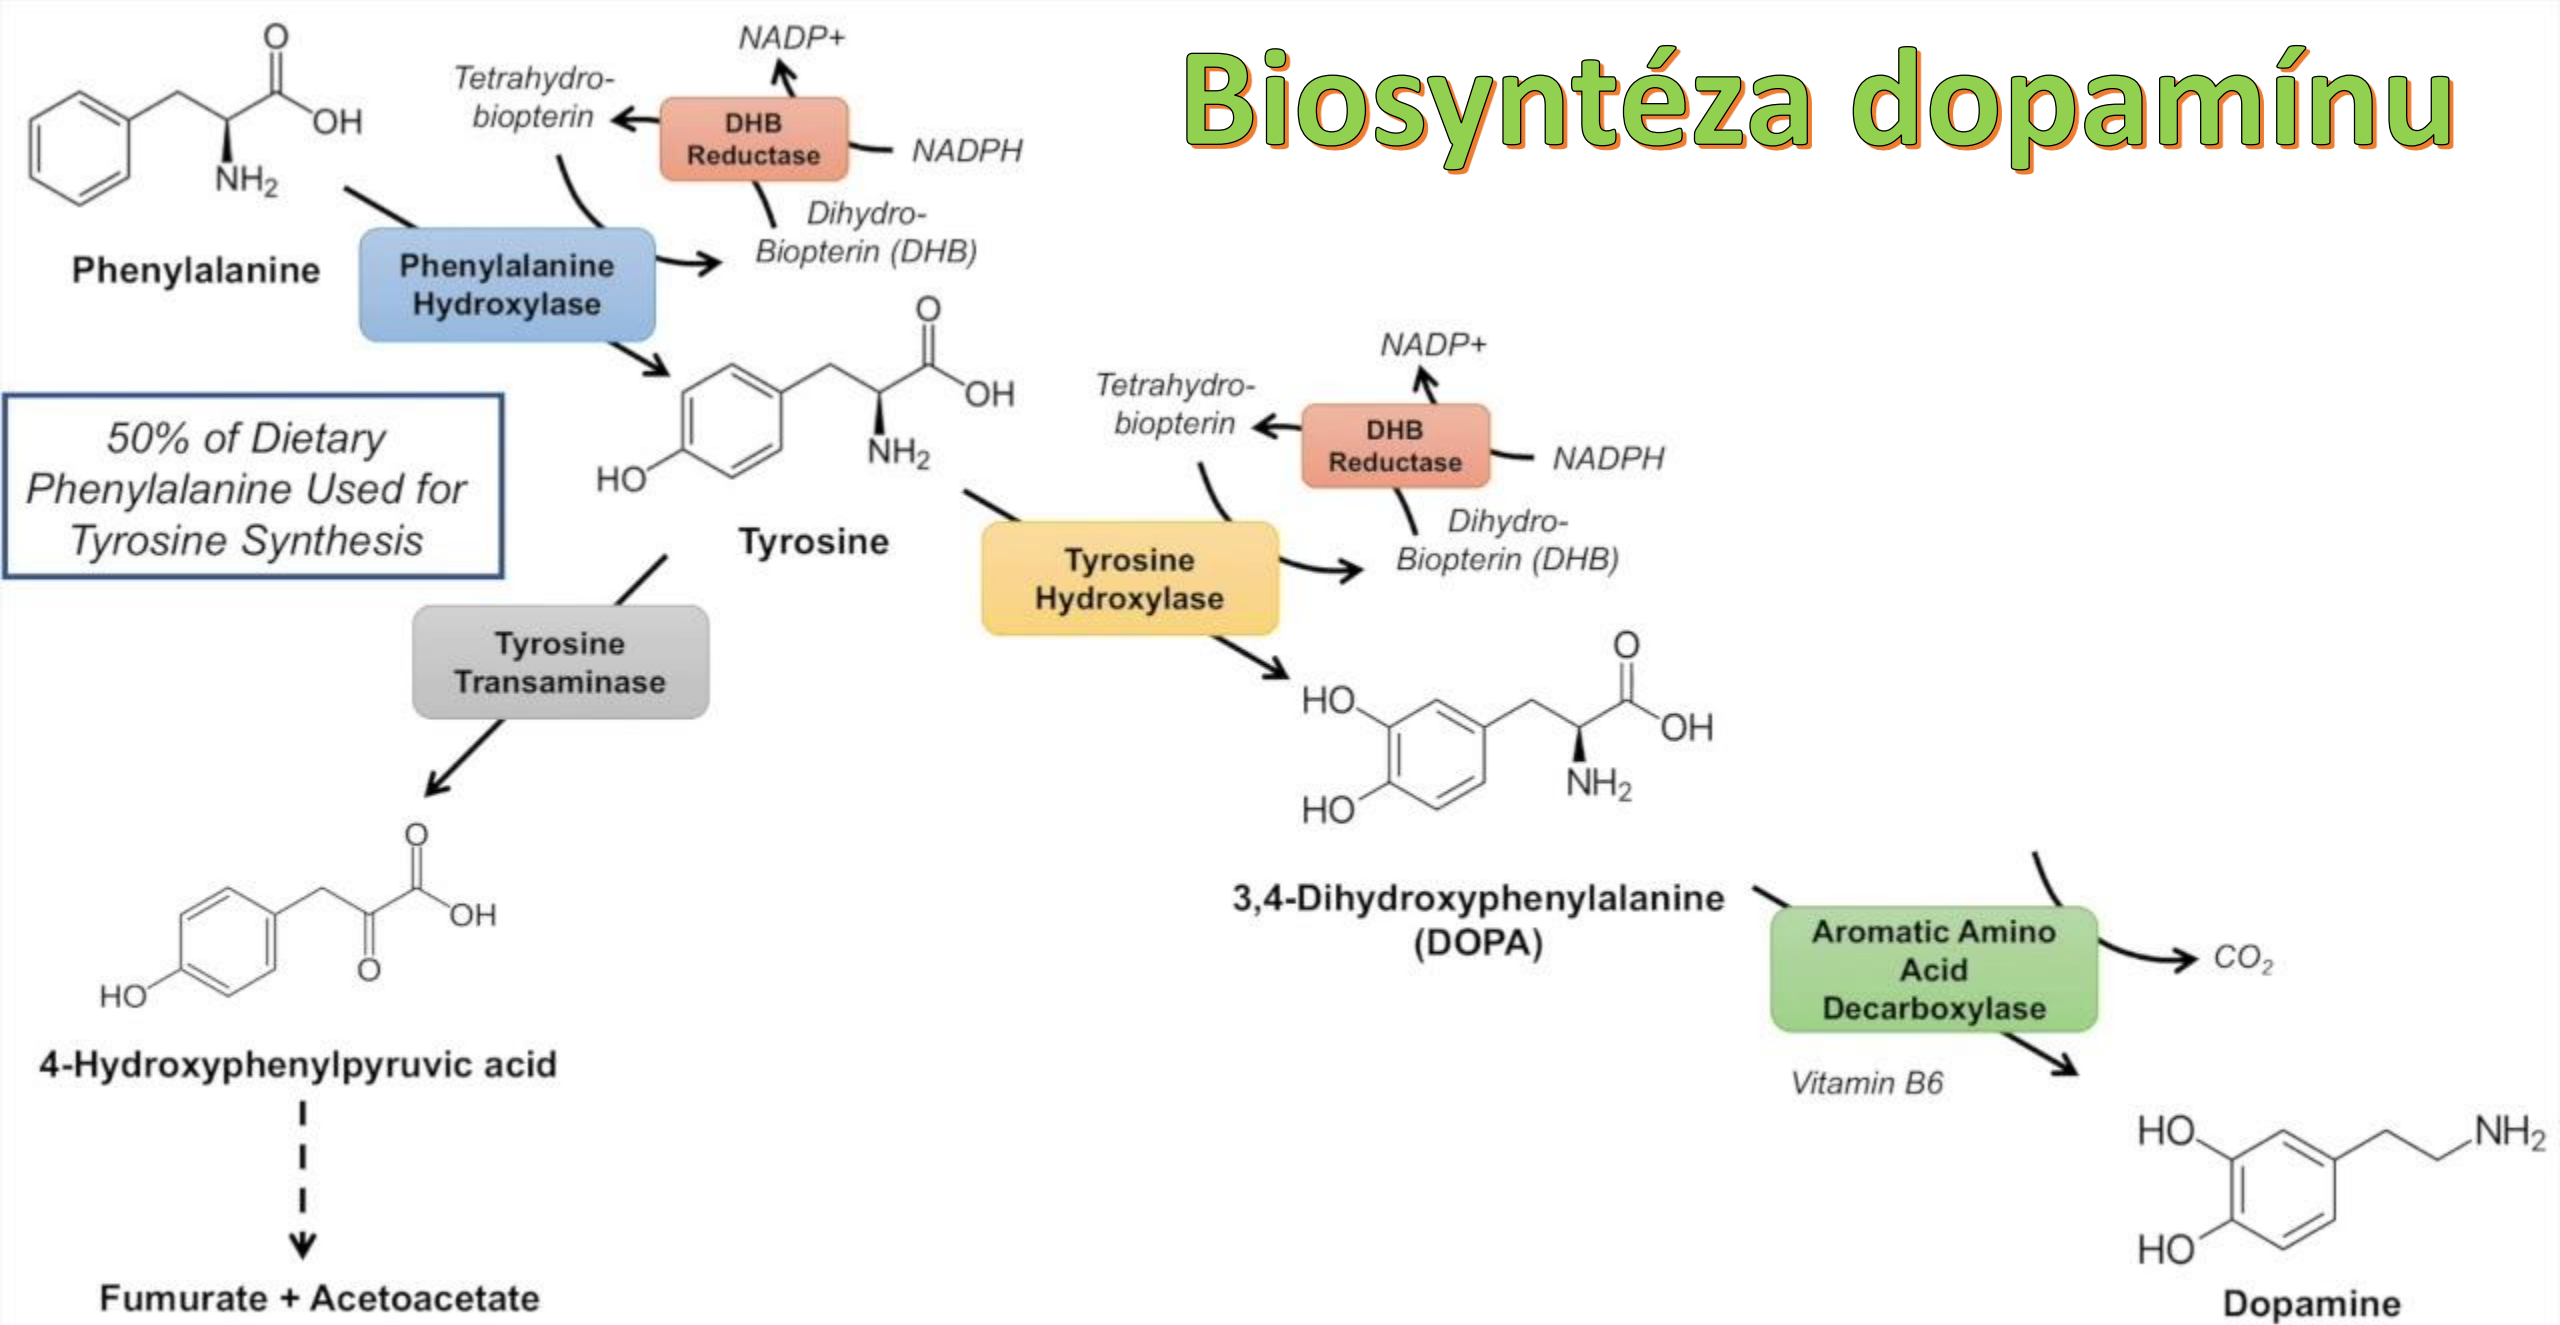 Biosyntéza dopamínu
O
OH
NH2
Phenylalanine
Tetrahydro-
biopterin
NADP+
DHB
Reductase
NADPH
Dihydro-
Biopterin (DHB)
Phenylalanine
Hydroxylase
50% of Dietary
Phenylalanine Used for
Tyrosine Synthesis
O
OH
NH2
HO
Tyrosine
Tetrahydro-
biopterin
NADP+
DHB
Reductase
NADPH
Dihydro-
Biopterin (DHB)
Tyrosine
Hydroxylase
Tyrosine
Transaminase
O
OH
O
HO
4-Hydroxyphenylpyruvic acid
Fumurate + Acetoacetate
O
HO
OH
NH2
HO
3,4-Dihydroxyphenylalanine
(DOPA)
Aromatic Amino
Acid
Decarboxylase
CO2
Vitamin B6
HO
NH2
HO
Dopamine